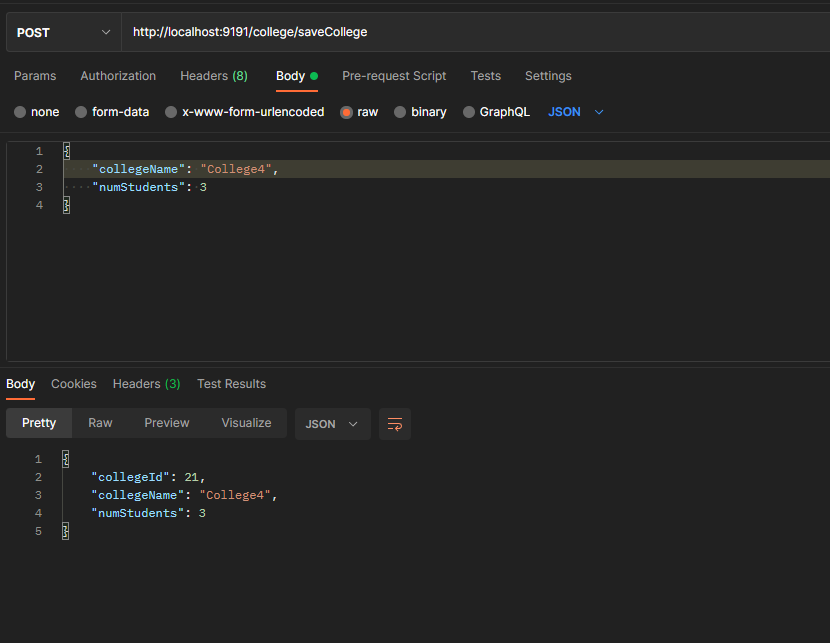 POST http://localhost:9191/college/saveCollege
Params Authorization Headers (8) Body Pre-request Script Tests Settings
none form-data x-www-form-urlencoded raw binary GraphQL JSON
1 {
2 "collegeName": "College4",
3 "numStudents": 3
4 }
Body Cookies Headers (3) Test Results
Pretty Raw Preview Visualize JSON
1 {
2 "collegeId": 21,
3 "collegeName": "College4",
4 "numStudents": 3
5 }